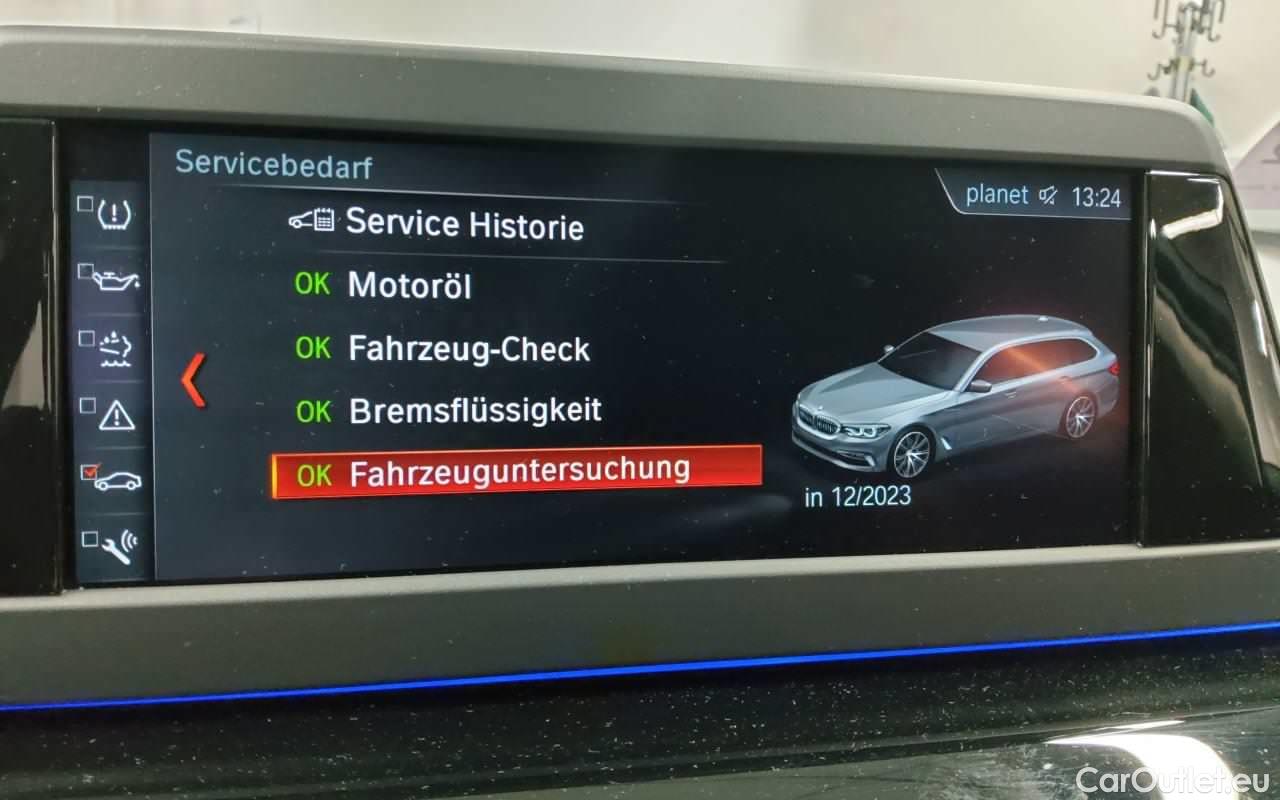 Servicebedarf
planet 13:24
Service Historie
OK Motoröl
OK Fahrzeug-Check
OK Bremsflüssigkeit
OK Fahrzeuguntersuchung
in 12/2023
CarOutlet.eu